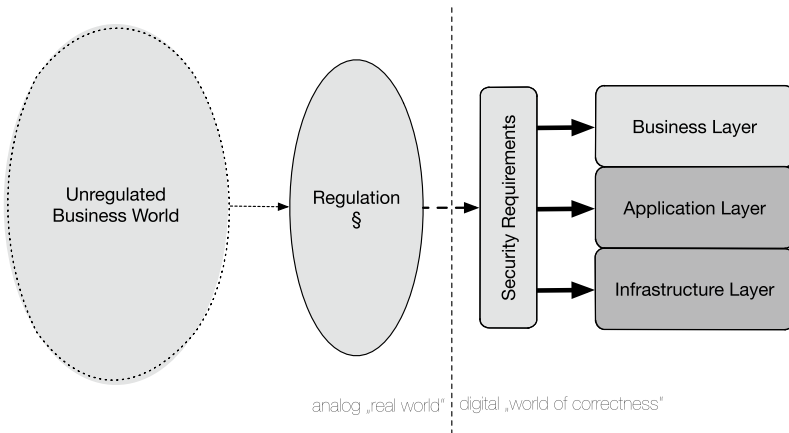 Unregulated
Business World
Regulation
§
Security Requirements
Business Layer
Application Layer
Infrastructure Layer
analog „real world“
digital „world of correctness“